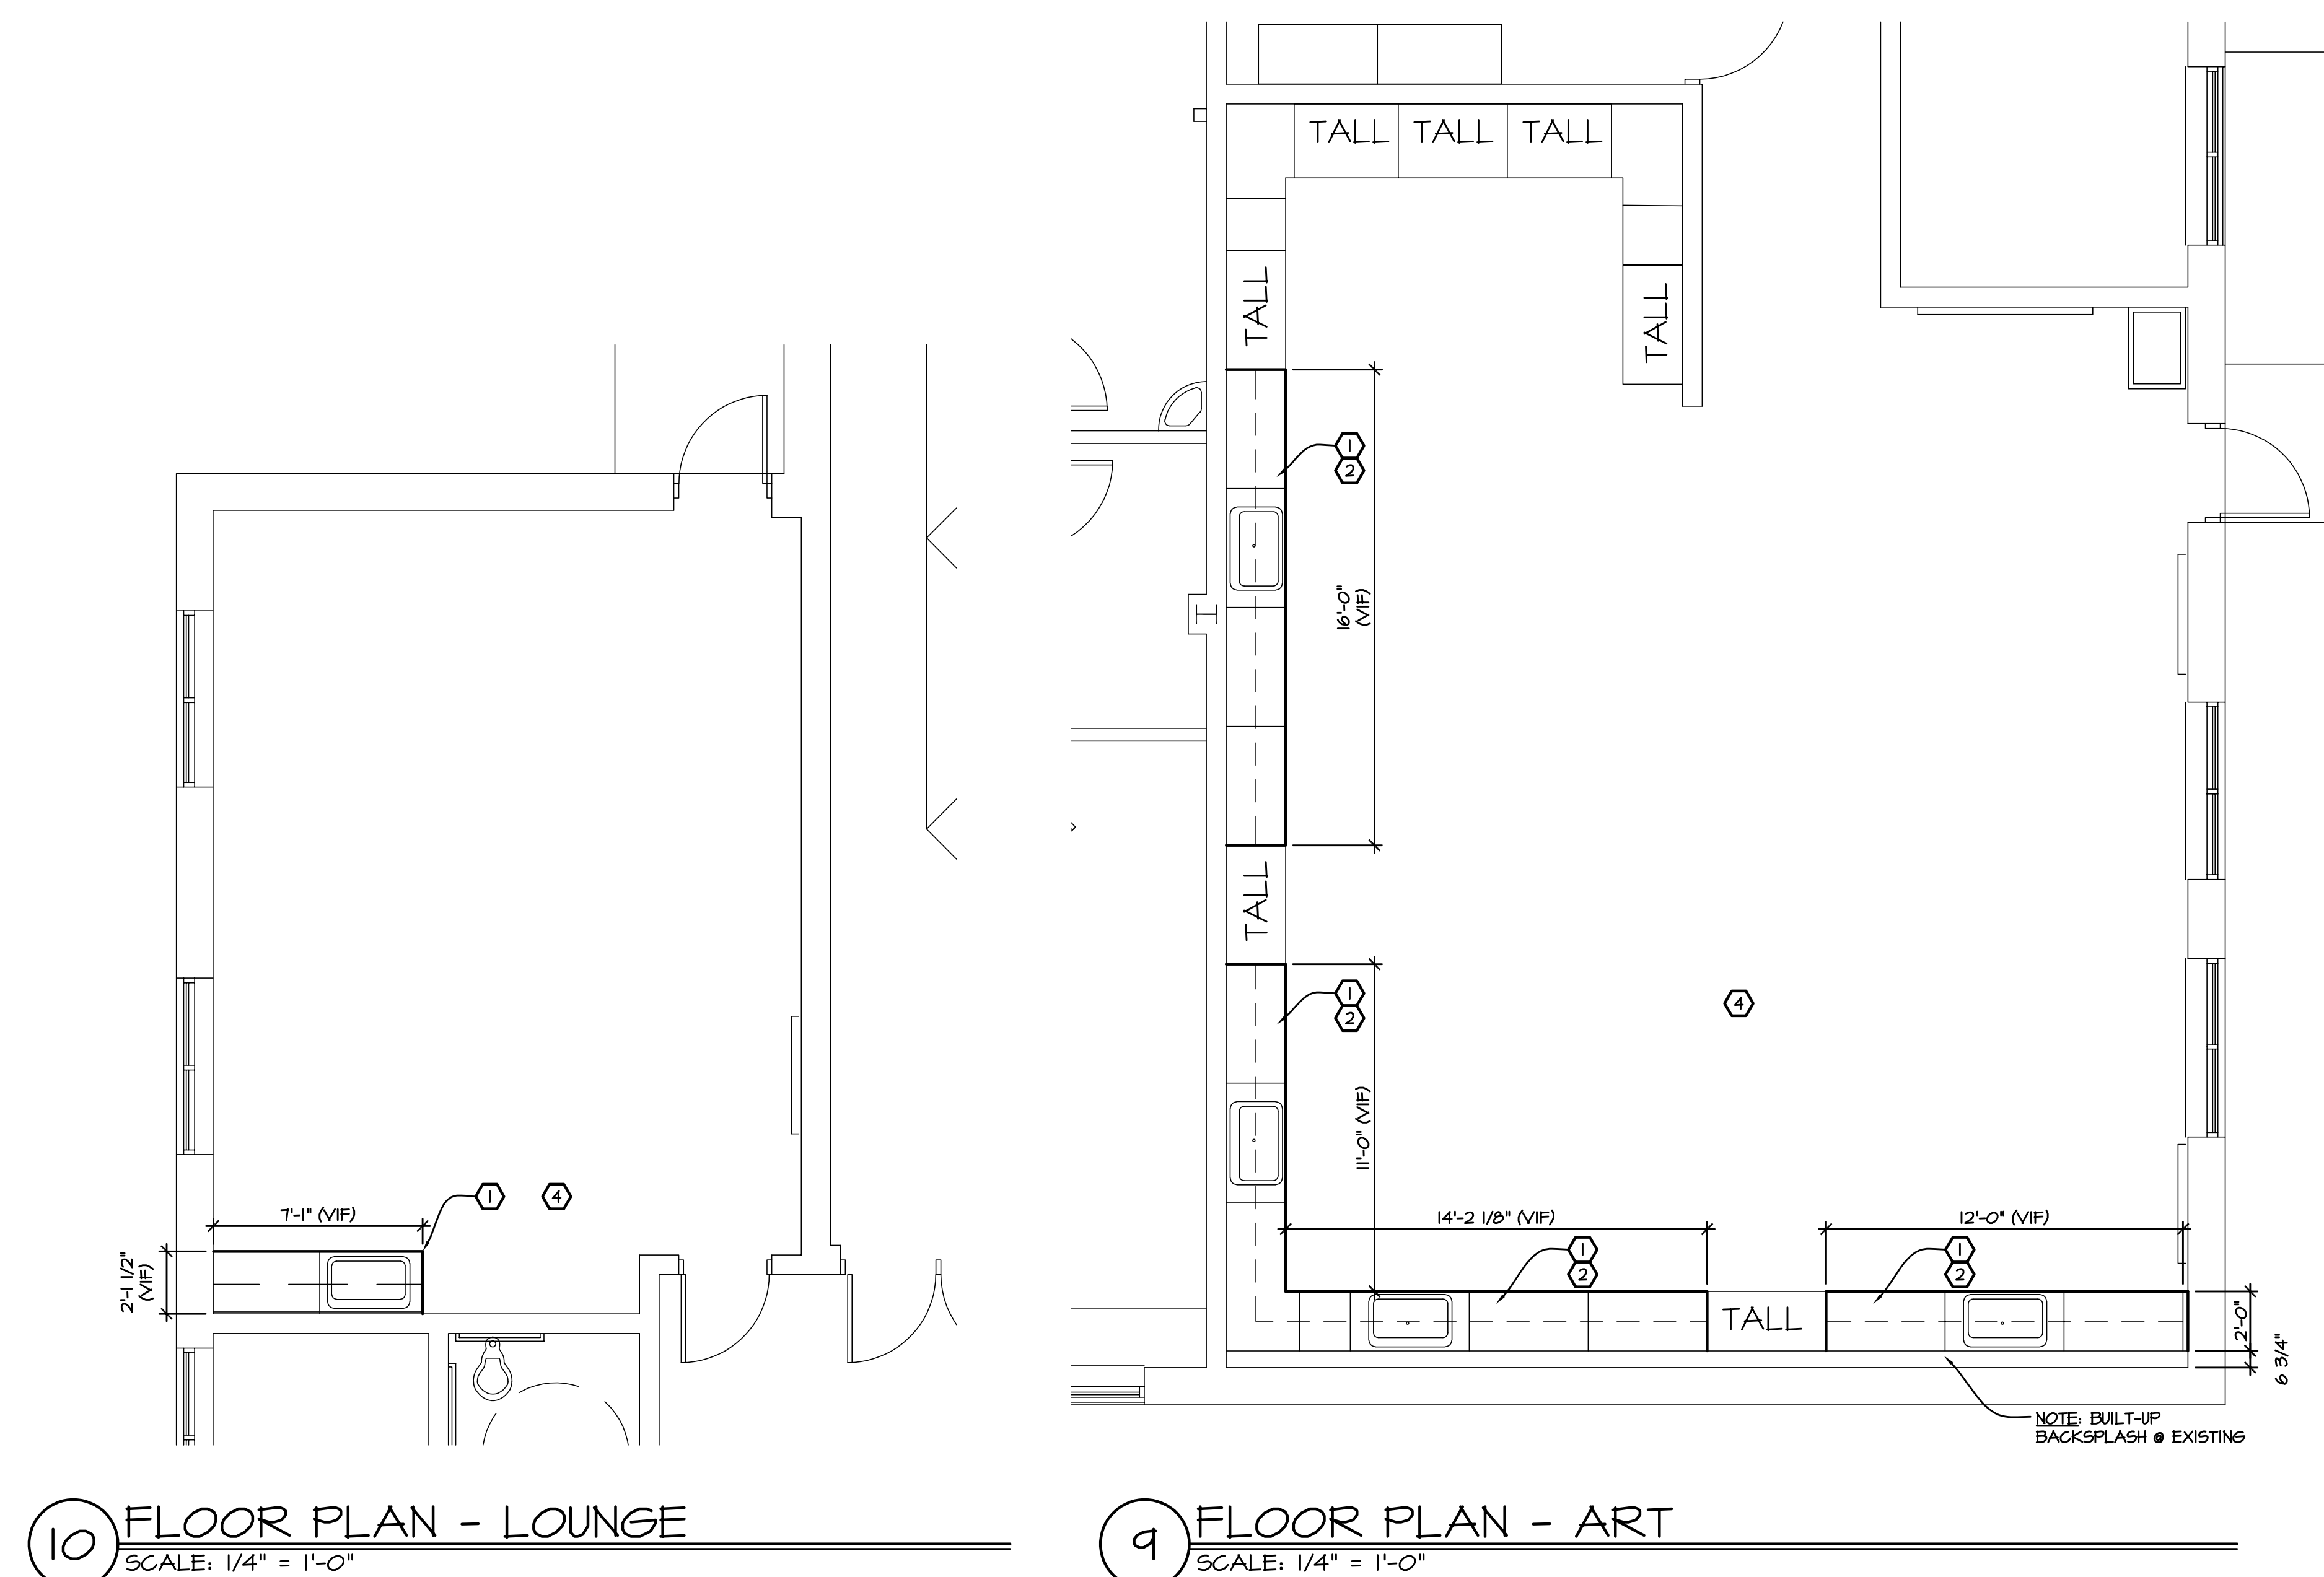 TALL TALL TALL
TALL
TALL
1
2
16'-0"
(VIF)
TALL
1
2
11'-0" (VIF)
4
14'-2 1/8" (VIF)
12'-0" (VIF)
1
2
1
2
TALL
2'-0"
6 3/4"
NOTE: BUILT-UP
BACKSPLASH @ EXISTING
1
4
7'-1" (VIF)
2'-1 1/2"
(VIF)
10
FLOOR PLAN - LOUNGE
SCALE: 1/4" = 1'-0"
9
FLOOR PLAN - ART
SCALE: 1/4" = 1'-0"